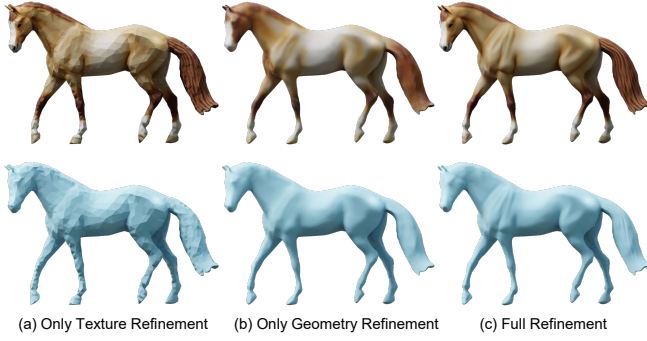 (a) Only Texture Refinement
(b) Only Geometry Refinement
(c) Full Refinement